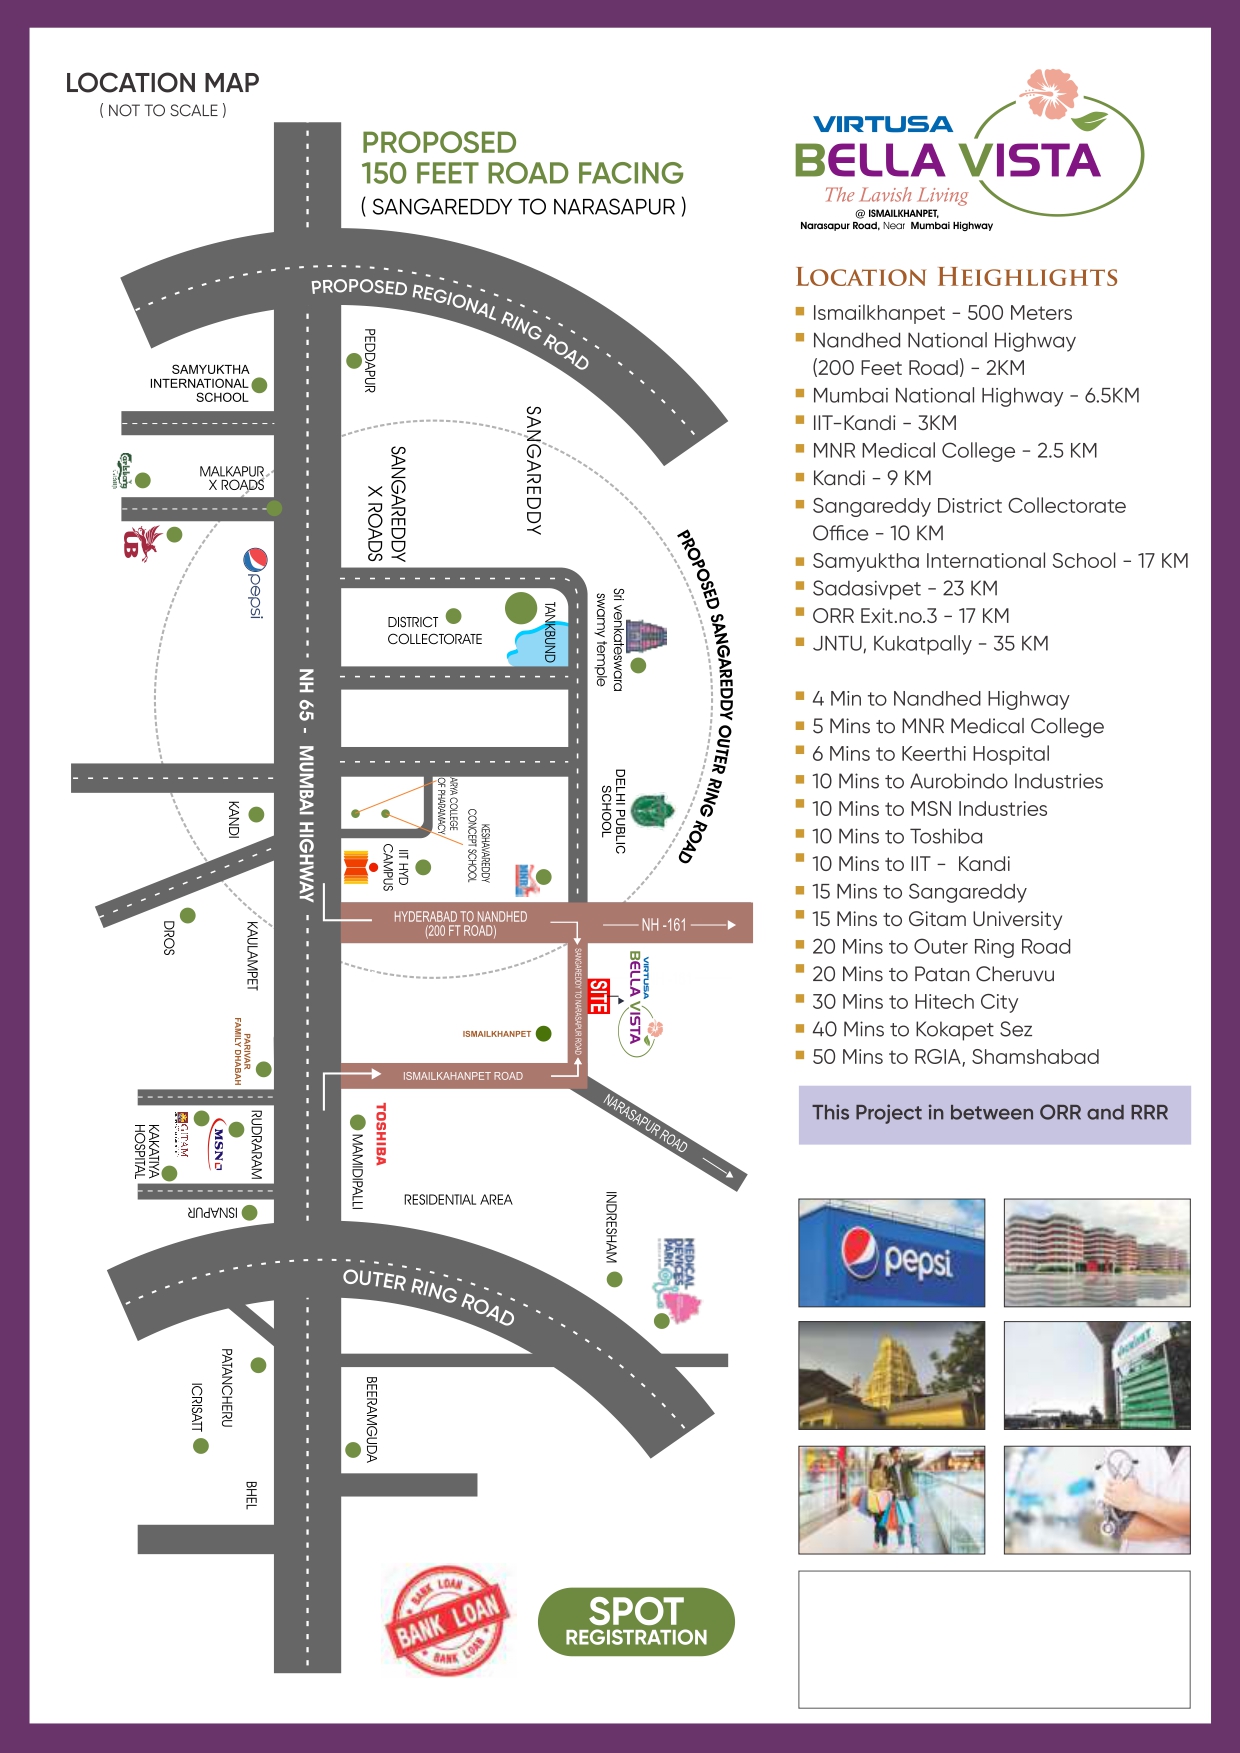 LOCATION MAP
( NOT TO SCALE )
PROPOSED
150 FEET ROAD FACING
( SANGAREDDY TO NARASAPUR )
VIRTUSA
BELLA VISTA
The Lavish Living
@ ISMAILKHANPET,
Narasapur Road, Near Mumbai Highway
PROPOSED REGIONAL RING ROAD
PEDDAPUR
SAMYUKTHA
INTERNATIONAL
SCHOOL
SANGAREDDY
SANGAREDDY
X ROADS
Carlsberg
MALKAPUR
X ROADS
UB
pepsi
PROPOSED SANGAREDDY OUTER RING ROAD
DISTRICT
COLLECTORATE
TANKBUND
Sri venkateswara
swamy temple
NH 65 - MUMBAI HIGHWAY
DELHI PUBLIC
SCHOOL
ARYA COLLEGE
OF PHARAMACY
KESHAVAREDDY
CONCEPT SCHOOL
IIT HYD
CAMPUS
MNR
KANDI
DROS
KAULAMPET
HYDERABAD TO NANDHED
(200 FT ROAD)
NH -161
SANGAREDDY TO NARASAPUR ROAD
SITE
VIRTUSA
BELLA VISTA
ISMAILKHANPET
PARIVAR
FAMILY DHABAH
ISMAILKAHANPET ROAD
NARASAPUR ROAD
RUDRARAM
MSN
GITAM
KAKATIYA
HOSPITAL
TOSHIBA
MAMIDIPALLI
ISNAPUR
RESIDENTIAL AREA
INDRESHAM
MEDICAL
DEVICES
PARK
OUTER RING ROAD
PATANCHERU
ICRISATT
BEERAMGUDA
BHEL
BANK LOAN
BANK LOAN
BANK LOAN
SPOT
REGISTRATION
LOCATION HEIGHLIGHTS
Ismailkhanpet - 500 Meters
Nandhed National Highway
(200 Feet Road) - 2KM
Mumbai National Highway - 6.5KM
IIT-Kandi - 3KM
MNR Medical College - 2.5 KM
Kandi - 9 KM
Sangareddy District Collectorate
Office - 10 KM
Samyuktha International School - 17 KM
Sadasivpet - 23 KM
ORR Exit.no.3 - 17 KM
JNTU, Kukatpally - 35 KM
4 Min to Nandhed Highway
5 Mins to MNR Medical College
6 Mins to Keerthi Hospital
10 Mins to Aurobindo Industries
10 Mins to MSN Industries
10 Mins to Toshiba
10 Mins to IIT - Kandi
15 Mins to Sangareddy
15 Mins to Gitam University
20 Mins to Outer Ring Road
20 Mins to Patan Cheruvu
30 Mins to Hitech City
40 Mins to Kokapet Sez
50 Mins to RGIA, Shamshabad
This Project in between ORR and RRR
pepsi